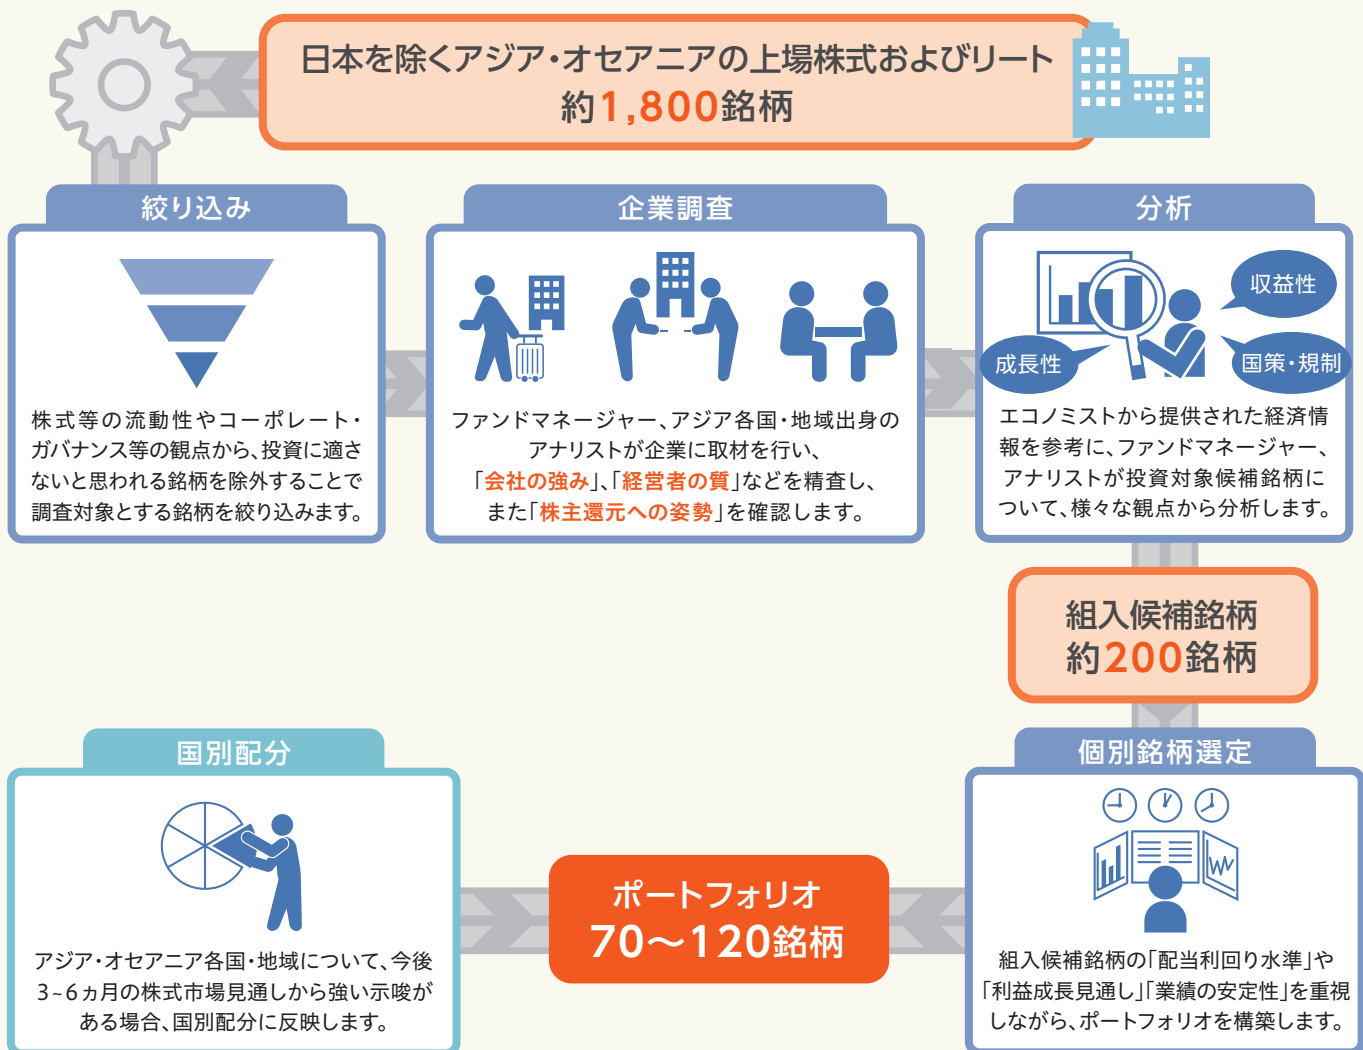 日本を除くアジア・オセアニアの上場株式およびリート
約1,800銘柄
絞り込み
株式等の流動性やコーポレート・
ガバナンス等の観点から、投資に適さ
ないと思われる銘柄を除外することで
調査対象とする銘柄を絞り込みます。
企業調査
ファンドマネージャー、アジア各国・地域出身の
アナリストが企業に取材を行い、
「会社の強み」、「経営者の質」などを精査し、
また「株主還元への姿勢」を確認します。
分析
収益性
成長性
国策・規制
エコノミストから提供された経済情
報を参考に、ファンドマネージャー、
アナリストが投資対象候補銘柄に
ついて、様々な観点から分析します。
組入候補銘柄
約200銘柄
個別銘柄選定
組入候補銘柄の「配当利回り水準」や
「利益成長見通し」「業績の安定性」を重視
しながら、ポートフォリオを構築します。
ポートフォリオ
70〜120銘柄
国別配分
アジア・オセアニア各国・地域について、今後
3~6ヵ月の株式市場見通しから強い示唆が
ある場合、国別配分に反映します。